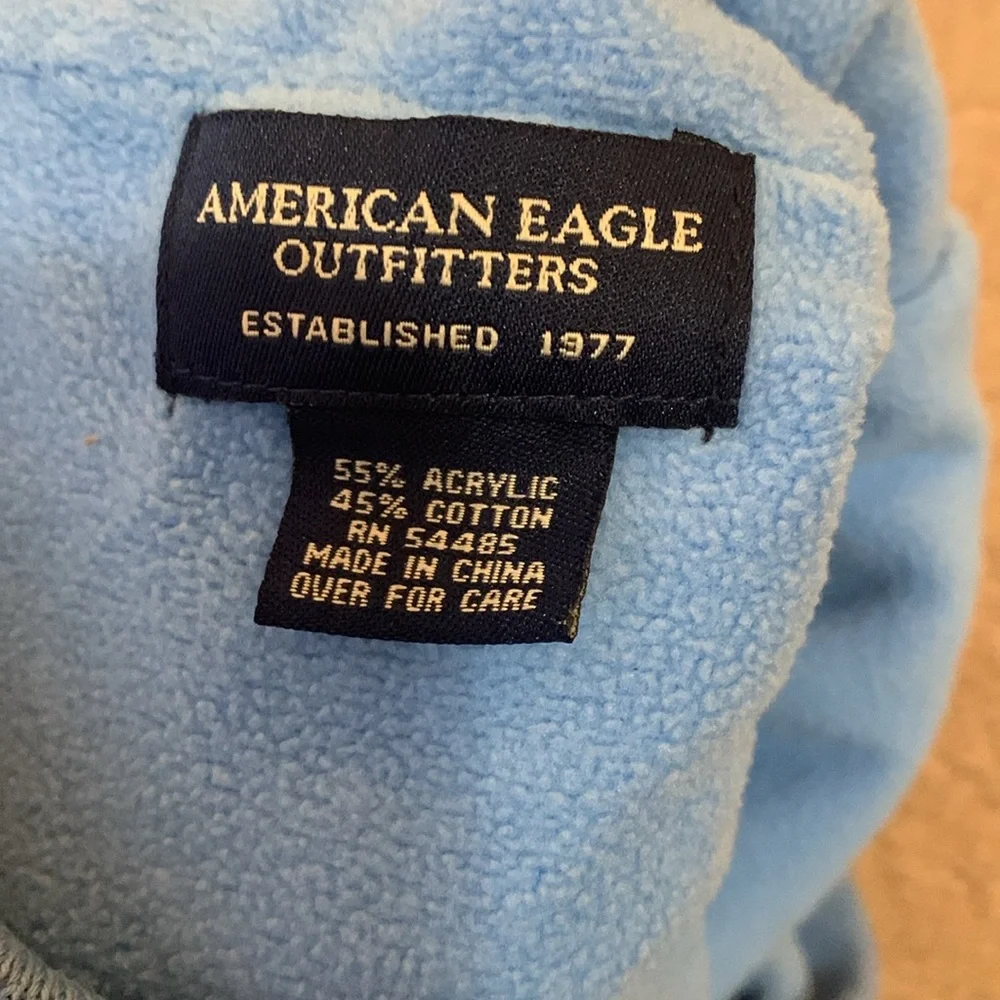 AMERICAN EAGLE
OUTFITTERS
ESTABLISHED 1977
55% ACRYLIC
45% COTTON
RN 54485
MADE IN CHINA
OVER FOR CARE